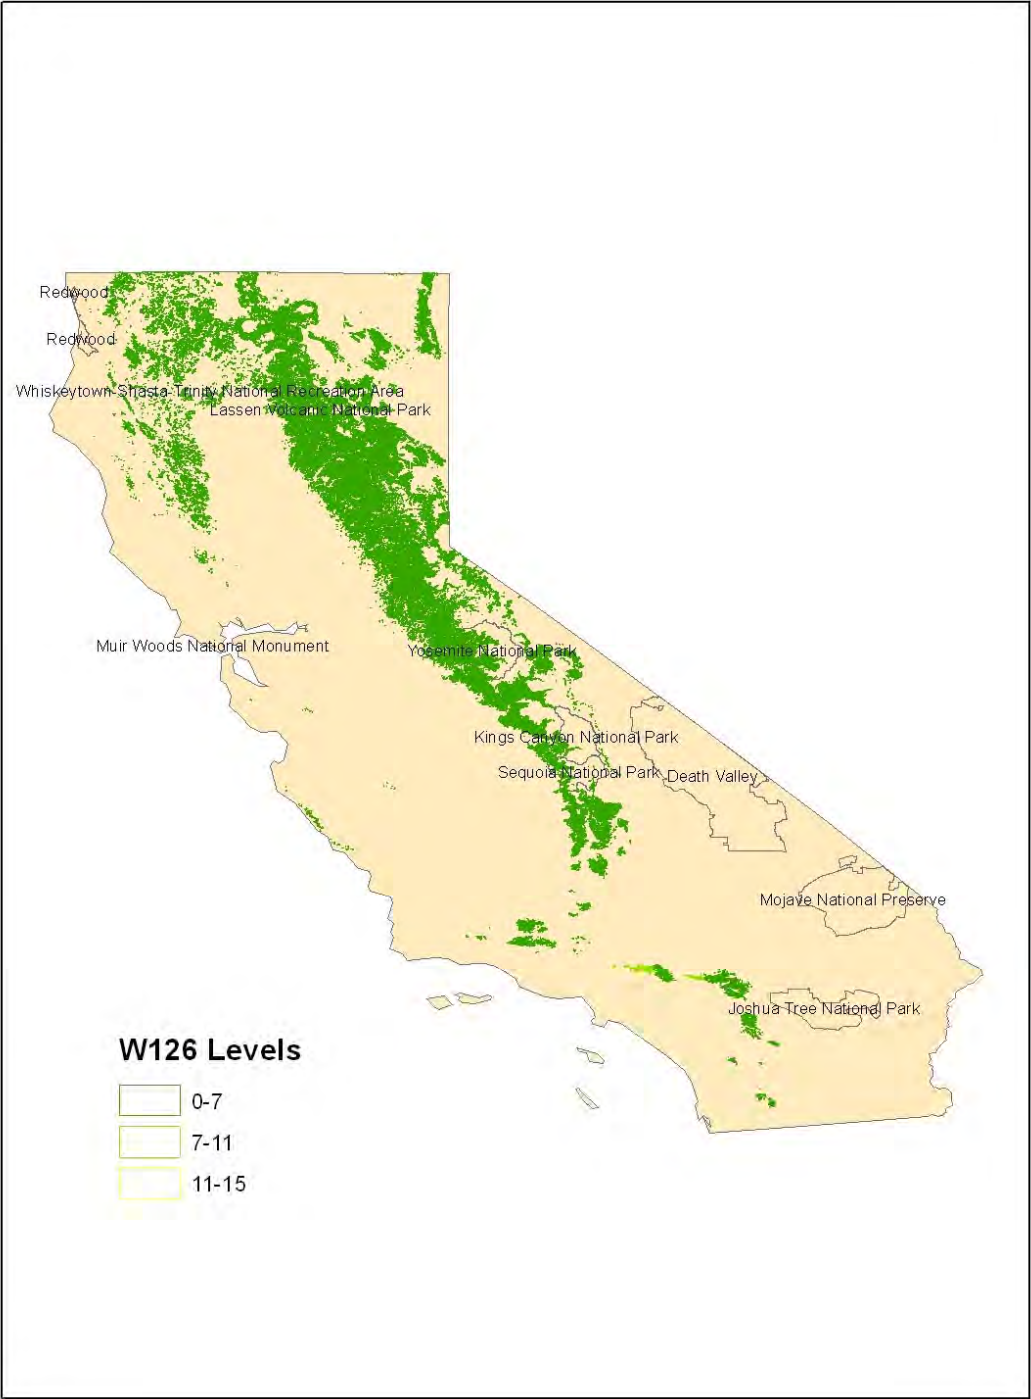 Redwood
Redwood
Whiskeytown-Shasta-Trinity National Recreation Area
Lassen Volcanic National Park
Muir Woods National Monument
Yosemite National Park
Kings Canyon National Park
Sequoia National Park
Death Valley
Mojave National Preserve
Joshua Tree National Park
W126 Levels
0-7
7-11
11-15